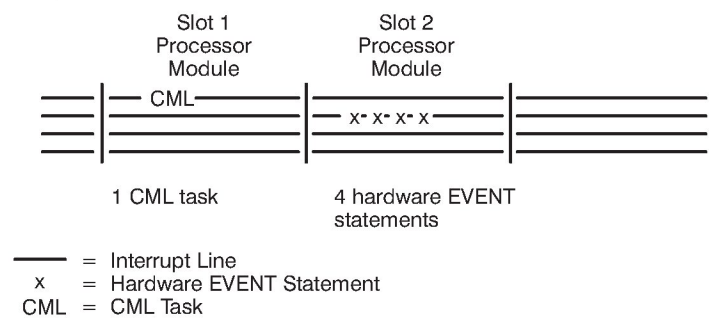 Slot 1 Slot 2
Processor Processor
Module Module
CML
x- x- x- x
1 CML task 4 hardware EVENT
statements
= Interrupt Line
x = Hardware EVENT Statement
CML = CML Task